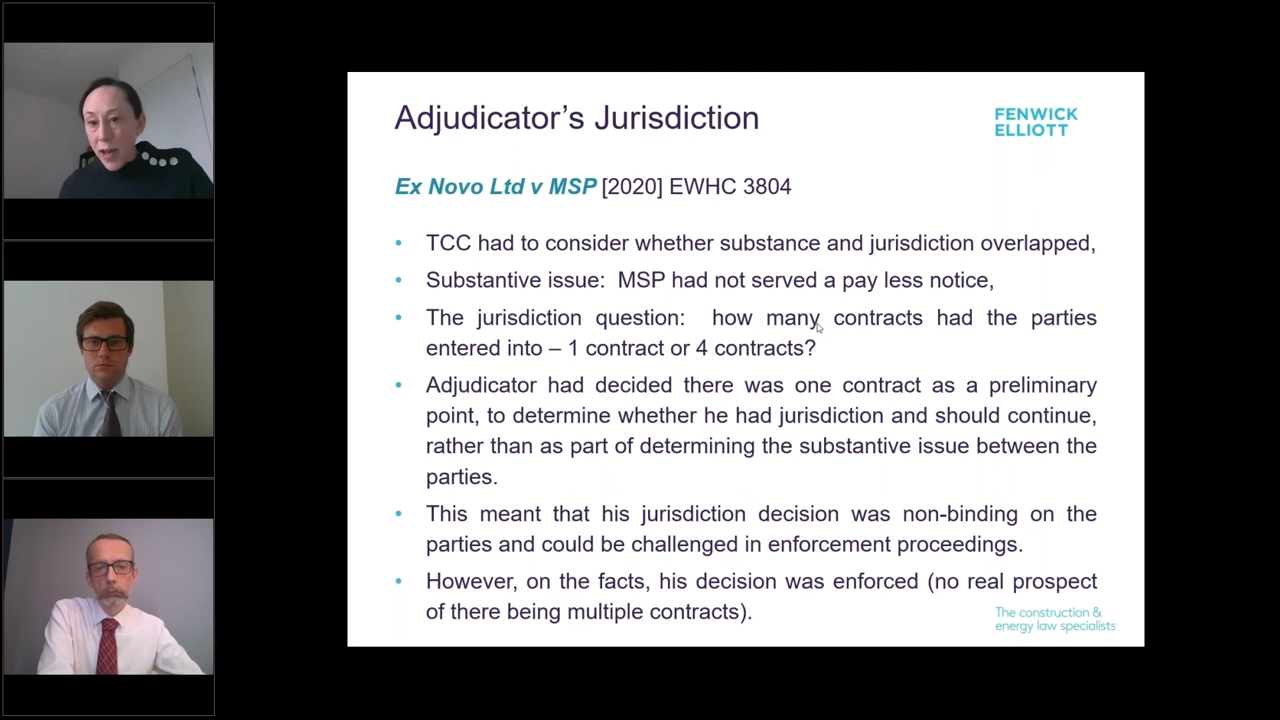 Adjudicator’s Jurisdiction
FENWICK
ELLIOTT
Ex Novo Ltd v MSP [2020] EWHC 3804
• TCC had to consider whether substance and jurisdiction overlapped,
• Substantive issue: MSP had not served a pay less notice,
• The jurisdiction question: how many contracts had the parties
entered into – 1 contract or 4 contracts?
• Adjudicator had decided there was one contract as a preliminary
point, to determine whether he had jurisdiction and should continue,
rather than as part of determining the substantive issue between the
parties.
• This meant that his jurisdiction decision was non-binding on the
parties and could be challenged in enforcement proceedings.
• However, on the facts, his decision was enforced (no real prospect
of there being multiple contracts).
The construction &
energy law specialists